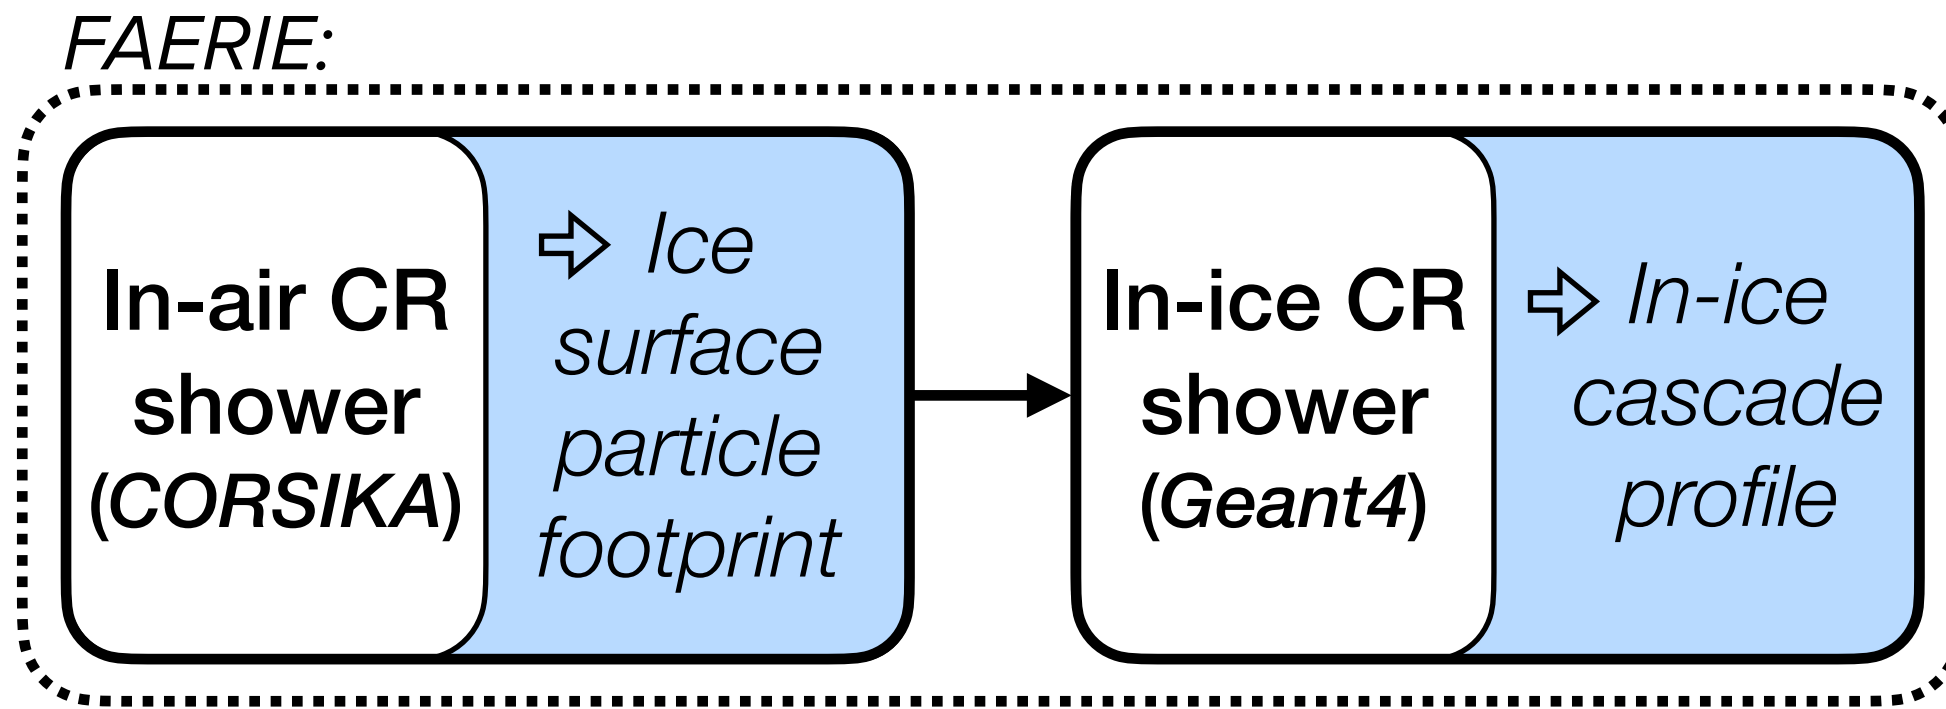 FAERIE:
In-air CR
shower
(CORSIKA)
⇨ Ice
surface
particle
footprint
In-ice CR
shower
(Geant4)
⇨ In-ice
cascade
profile